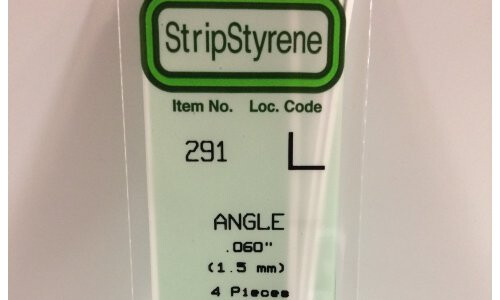 StripStyrene
Item No. Loc. Code
291 L
ANGLE
.060"
(1.5 mm)
4 Pieces